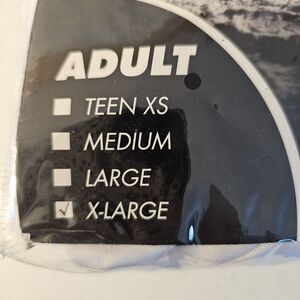 ADULT
TEEN XS
MEDIUM
LARGE
X-LARGE